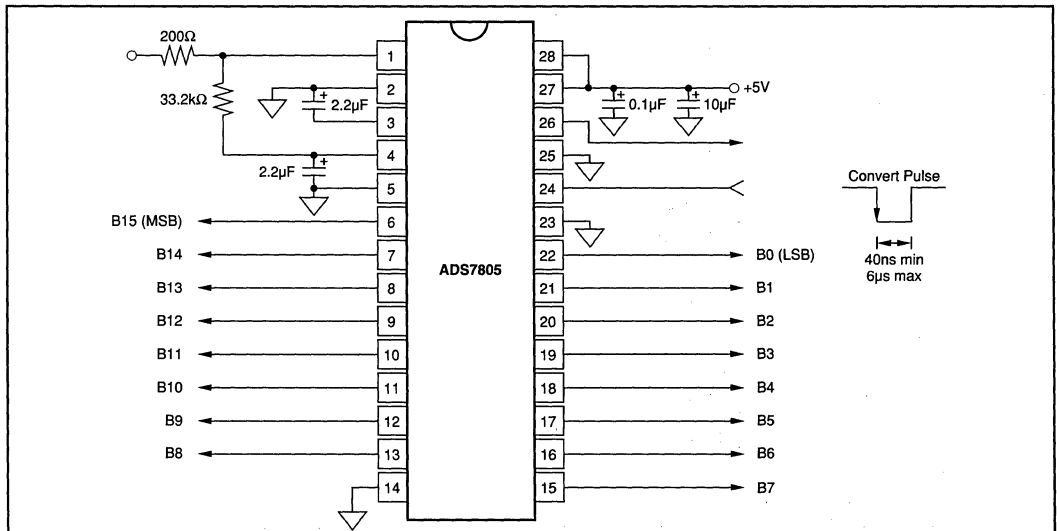 200Ω
33.2kΩ
2.2µF
2.2µF
+5V
0.1µF
10µF
ADS7805
1
2
3
4
5
6
7
8
9
10
11
12
13
14
28
27
26
25
24
23
22
21
20
19
18
17
16
15
+
+
+
+
B15 (MSB)
B14
B13
B12
B11
B10
B9
B8
B0 (LSB)
B1
B2
B3
B4
B5
B6
B7
Convert Pulse
40ns min
6µs max